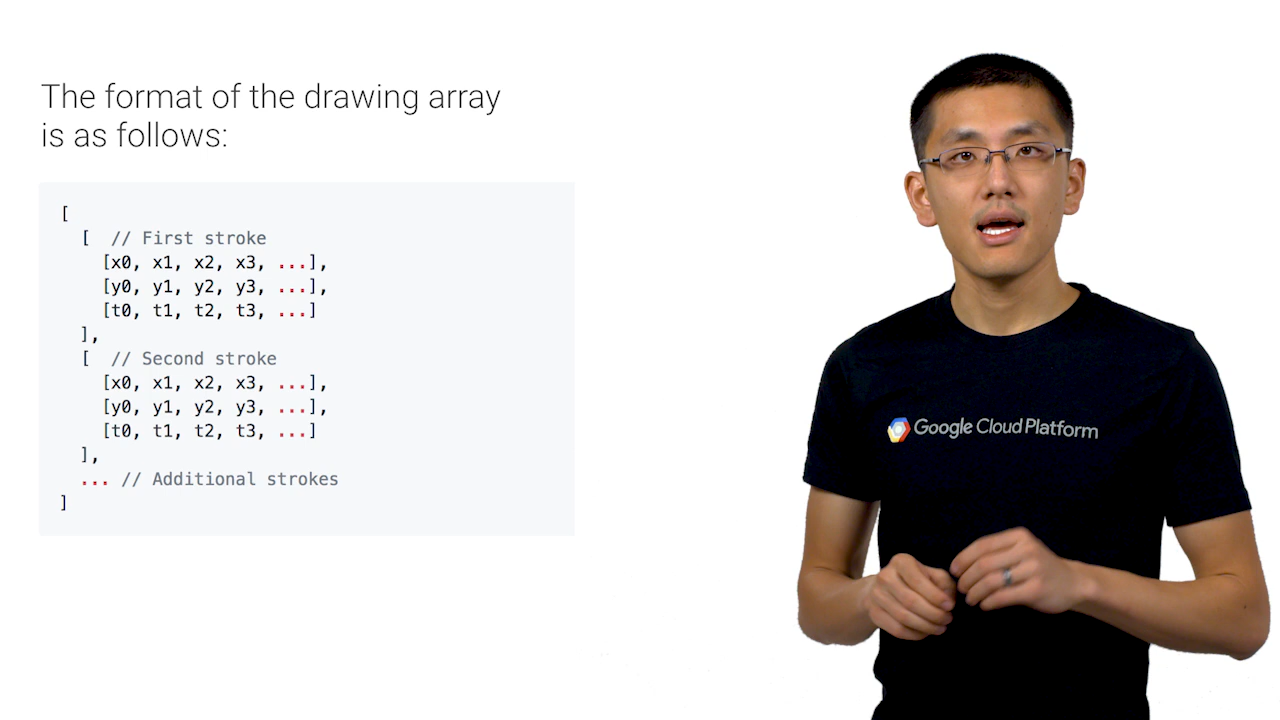 The format of the drawing array
is as follows:
[
[ // First stroke
[x0, x1, x2, x3, ...],
[y0, y1, y2, y3, ...],
[t0, t1, t2, t3, ...]
],
[ // Second stroke
[x0, x1, x2, x3, ...],
[y0, y1, y2, y3, ...],
[t0, t1, t2, t3, ...]
],
... // Additional strokes
]
Google Cloud Platform